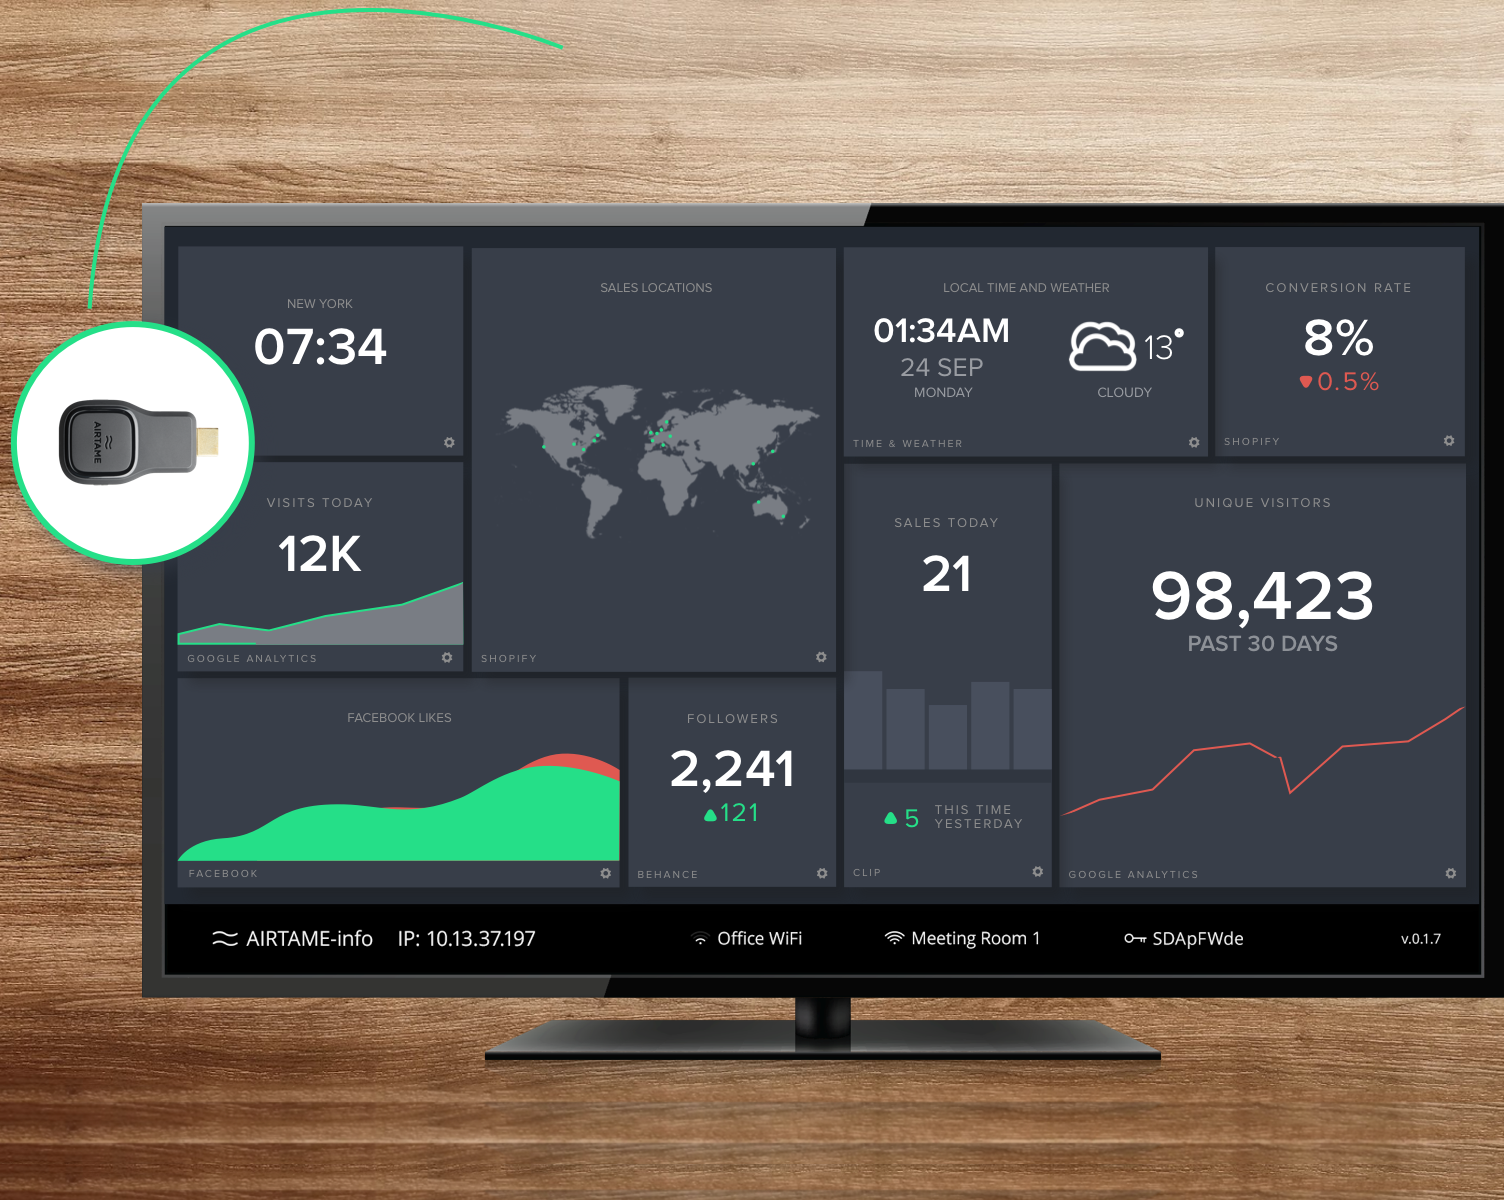 NEW YORK
07:34
SALES LOCATIONS
LOCAL TIME AND WEATHER
01:34AM
24 SEP
MONDAY
13°
CLOUDY
TIME & WEATHER
CONVERSION RATE
8%
0.5%
SHOPIFY
AIRTAME
VISITS TODAY
12K
GOOGLE ANALYTICS
SHOPIFY
SALES TODAY
21
5
THIS TIME
YESTERDAY
CLIP
UNIQUE VISITORS
98,423
PAST 30 DAYS
GOOGLE ANALYTICS
FACEBOOK LIKES
FACEBOOK
FOLLOWERS
2,241
121
BEHANCE
AIRTAME-info IP: 10.13.37.197 Office WiFi Meeting Room 1 SDApFWde v.0.1.7